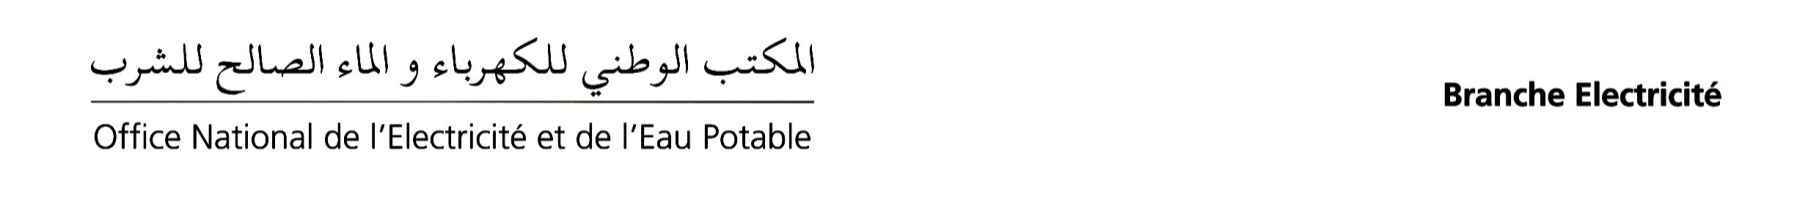 المكتب الوطني للكهرباء و الماء الصالح للشرب
Office National de l'Electricité et de l'Eau Potable
Branche Electricité